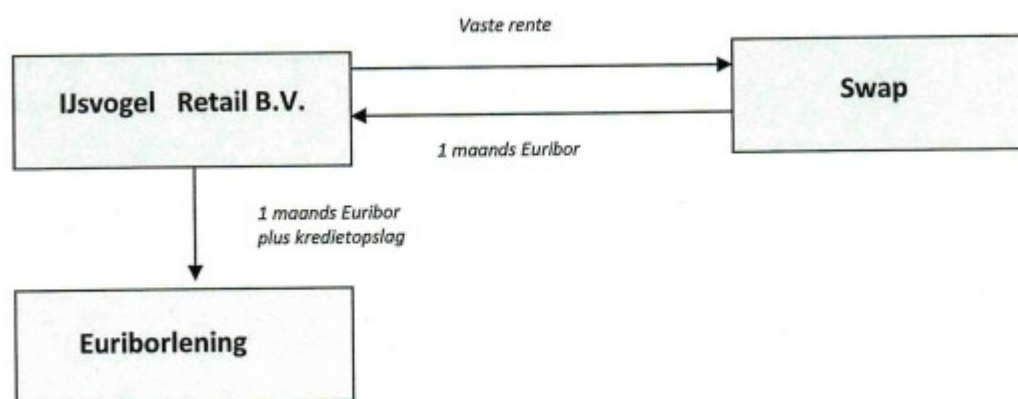 Vaste rente
IJsvogel Retail B.V.
Swap
1 maands Euribor
1 maands Euribor
plus kredietopslag
Euriborlening